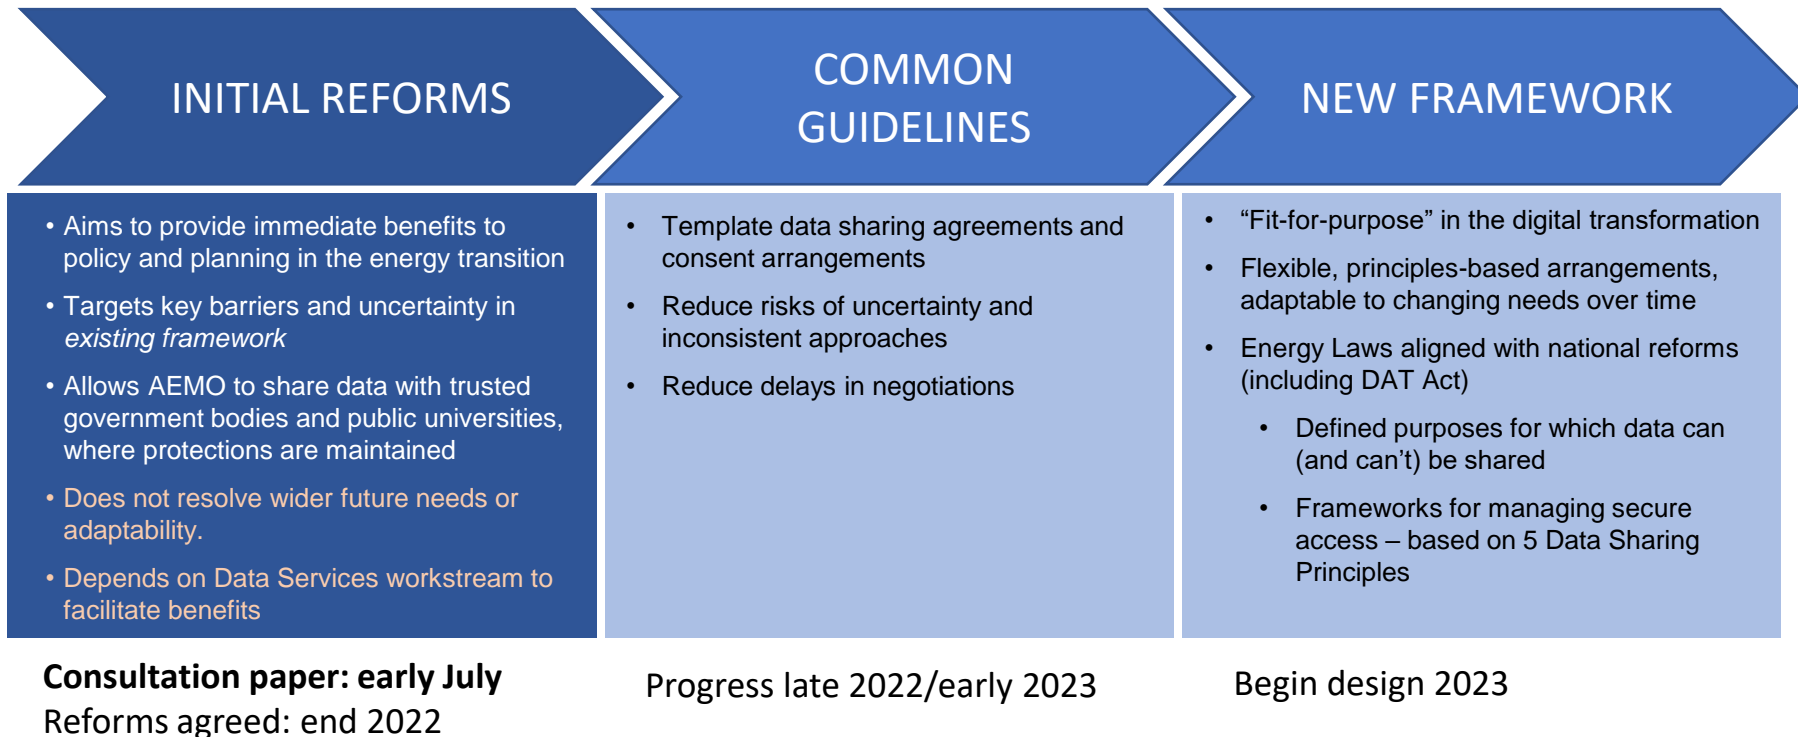 INITIAL REFORMS
• Aims to provide immediate benefits to
policy and planning in the energy transition
• Targets key barriers and uncertainty in
existing framework
• Allows AEMO to share data with trusted
government bodies and public universities,
where protections are maintained
• Does not resolve wider future needs or
adaptability.
• Depends on Data Services workstream to
facilitate benefits
Consultation paper: early July
Reforms agreed: end 2022
COMMON
GUIDELINES
• Template data sharing agreements and
consent arrangements
• Reduce risks of uncertainty and
inconsistent approaches
• Reduce delays in negotiations
Progress late 2022/early 2023
NEW FRAMEWORK
• “Fit-for-purpose” in the digital transformation
• Flexible, principles-based arrangements,
adaptable to changing needs over time
• Energy Laws aligned with national reforms
(including DAT Act)
• Defined purposes for which data can
(and can’t) be shared
• Frameworks for managing secure
access – based on 5 Data Sharing
Principles
Begin design 2023